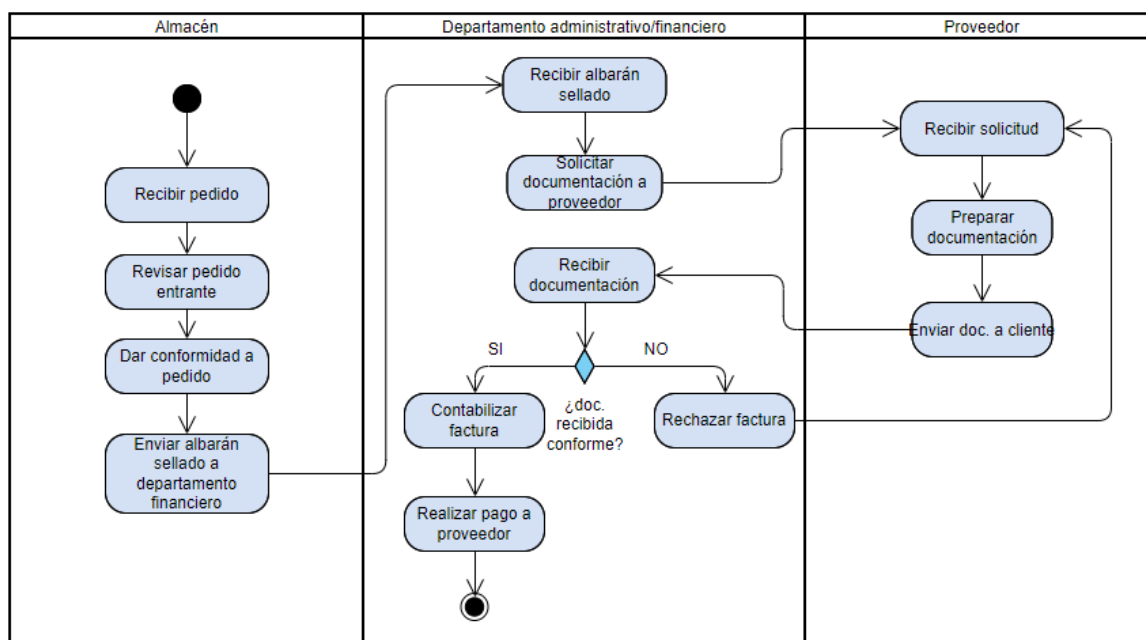 Almacén
Departamento administrativo/financiero
Proveedor
Recibir pedido
Revisar pedido
entrante
Dar conformidad a
pedido
Enviar albarán
sellado a
departamento
financiero
Recibir albarán
sellado
Solicitar
documentación a
proveedor
Recibir solicitud
Preparar
documentación
Enviar doc. a cliente
Recibir
documentación
SI
NO
¿doc.
recibida
conforme?
Contabilizar
factura
Rechazar factura
Realizar pago a
proveedor